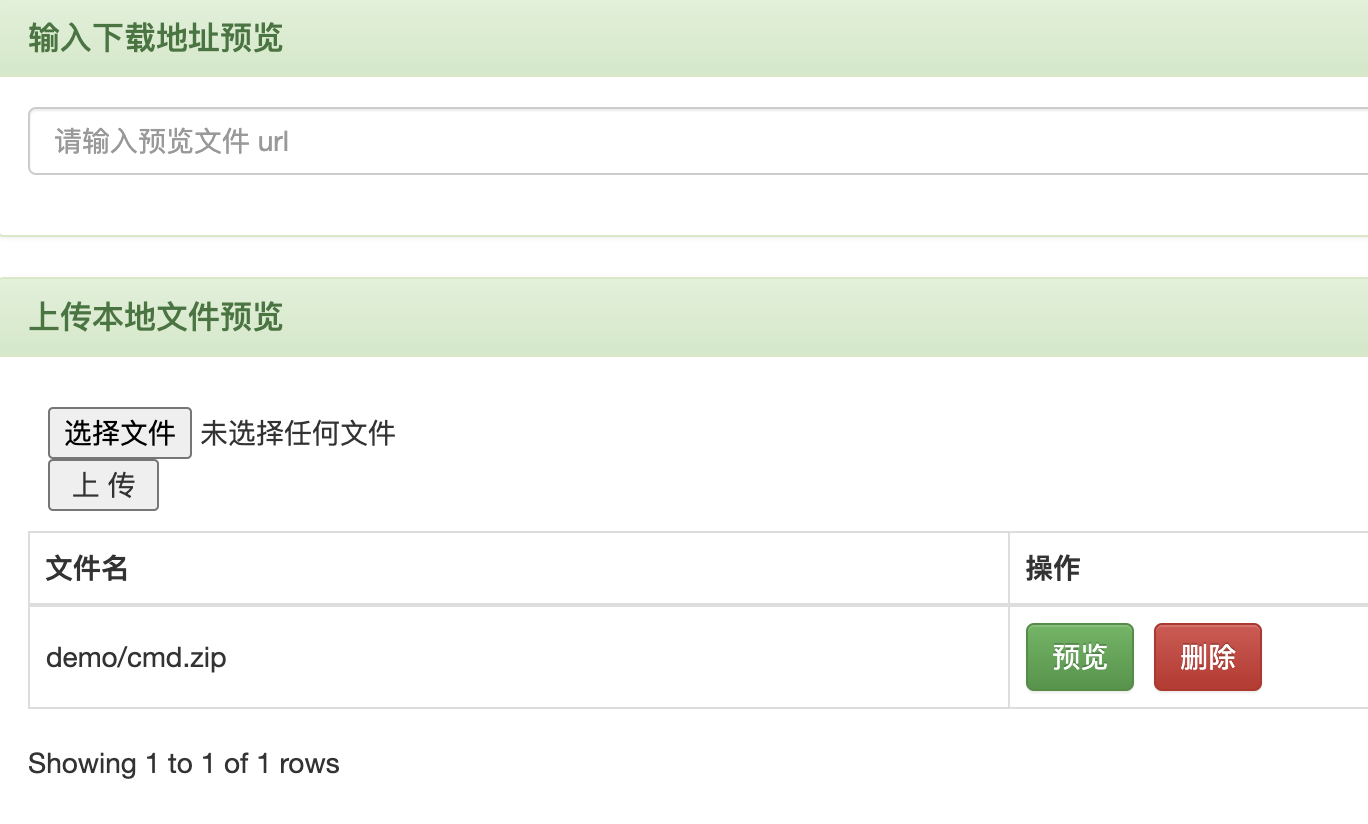 输入下载地址预览
请输入预览文件 url
上传本地文件预览
选择文件 未选择任何文件
上 传
文件名 操作
demo/cmd.zip 预览 删除
Showing 1 to 1 of 1 rows